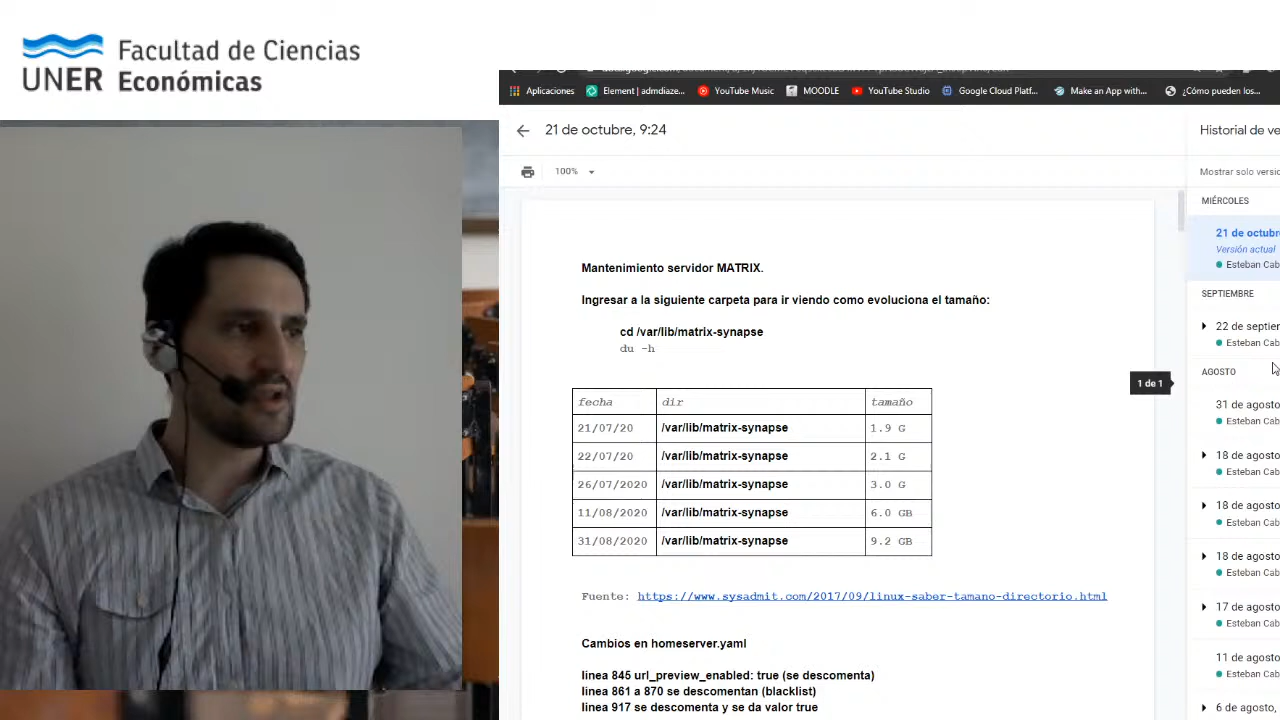 UNER
Facultad de Ciencias
Económicas
Aplicaciones
Element | admdiaze...
YouTube Music
MOODLE
YouTube Studio
Google Cloud Platf...
Make an App with...
¿Cómo pueden los...
21 de octubre, 9:24
Historial de ve
100%
Mostrar solo versio
MIÉRCOLES
21 de octubre
Versión actual
Esteban Cab
SEPTIEMBRE
22 de septien
Esteban Cab
AGOSTO
31 de agosto
Esteban Cab
18 de agosto
Esteban Cab
18 de agosto
Esteban Cab
18 de agosto
Esteban Cab
17 de agosto
Esteban Cab
11 de agosto
Esteban Cab
6 de agosto,
1 de 1
Mantenimiento servidor MATRIX.
Ingresar a la siguiente carpeta para ir viendo como evoluciona el tamaño:
cd /var/lib/matrix-synapse
du -h
fecha dir tamaño
21/07/20 /var/lib/matrix-synapse 1.9 G
22/07/20 /var/lib/matrix-synapse 2.1 G
26/07/2020 /var/lib/matrix-synapse 3.0 G
11/08/2020 /var/lib/matrix-synapse 6.0 GB
31/08/2020 /var/lib/matrix-synapse 9.2 GB
Fuente: https://www.sysadmit.com/2017/09/linux-saber-tamano-directorio.html
Cambios en homeserver.yaml
linea 845 url_preview_enabled: true (se descomenta)
linea 861 a 870 se descomentan (blacklist)
linea 917 se descomenta y se da valor true